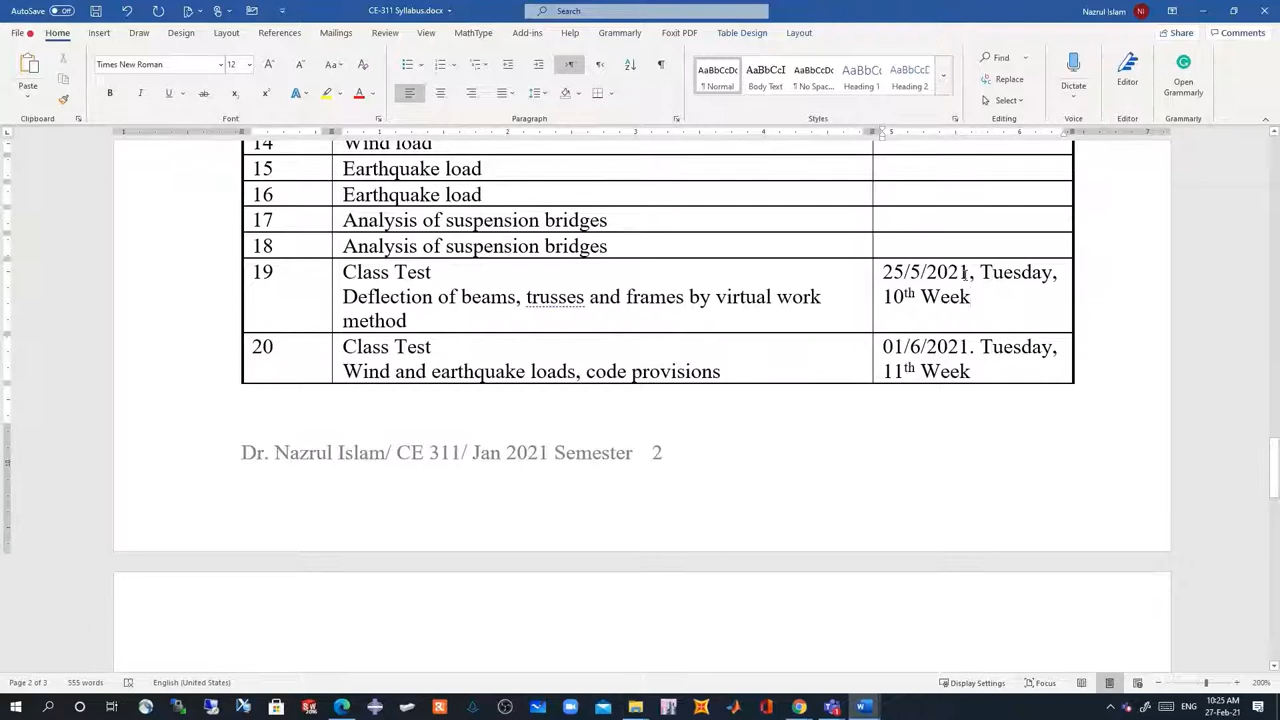 AutoSave Off
CE-311 Syllabus.docx
Search
Nazrul Islam NI
File Home Insert Draw Design Layout References Mailings Review View MathType Add-ins Help Grammarly Foxit PDF Table Design Layout Share Comments
Paste
Times New Roman 12
AaBbCcDc AaBbCcI AaBbCcDc AaBbCc AaBbCcD
¶ Normal Body Text ¶ No Spac... Heading 1 Heading 2
Find
Replace
Select
Dictate
Editor
Open Grammarly
Clipboard Font Paragraph Styles Editing Voice Editor Grammarly
14 Wind load
15 Earthquake load
16 Earthquake load
17 Analysis of suspension bridges
18 Analysis of suspension bridges
19 Class Test 25/5/2021, Tuesday,
Deflection of beams, trusses and frames by virtual work 10th Week
method
20 Class Test 01/6/2021. Tuesday,
Wind and earthquake loads, code provisions 11th Week
Dr. Nazrul Islam/ CE 311/ Jan 2021 Semester 2
Page 2 of 3 555 words English (United States) Display Settings Focus 200%
10:25 AM
27-Feb-21